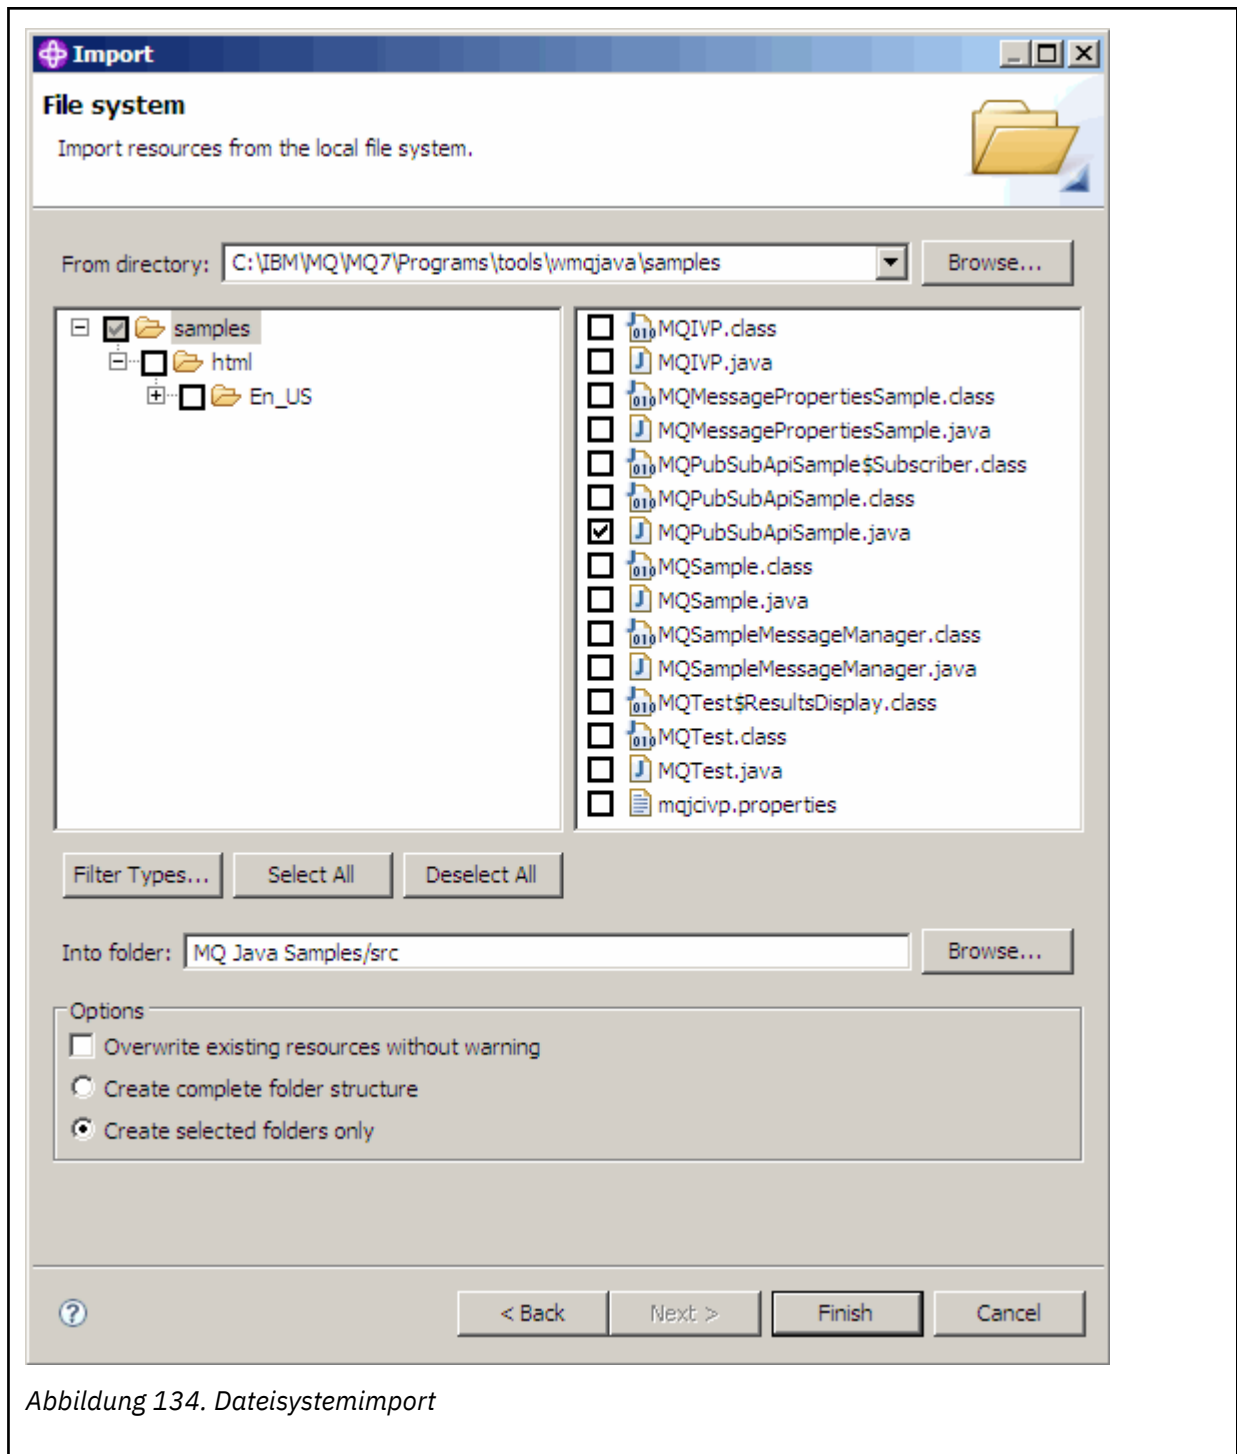 Import
File system
Import resources from the local file system.
From directory: C:\IBM\MQ\MQ7\Programs\tools\wmqjava\samples Browse...
samples
html
En_US
MQIVP.class
MQIVP.java
MQMessagePropertiesSample.class
MQMessagePropertiesSample.java
MQPubSubApiSample$Subscriber.class
MQPubSubApiSample.class
MQPubSubApiSample.java
MQSample.class
MQSample.java
MQSampleMessageManager.class
MQSampleMessageManager.java
MQTest$ResultsDisplay.class
MQTest.class
MQTest.java
mqjcivp.properties
Filter Types... Select All Deselect All
Into folder: MQ Java Samples/src Browse...
Options
Overwrite existing resources without warning
Create complete folder structure
Create selected folders only
< Back Next > Finish Cancel
Abbildung 134. Dateisystemimport